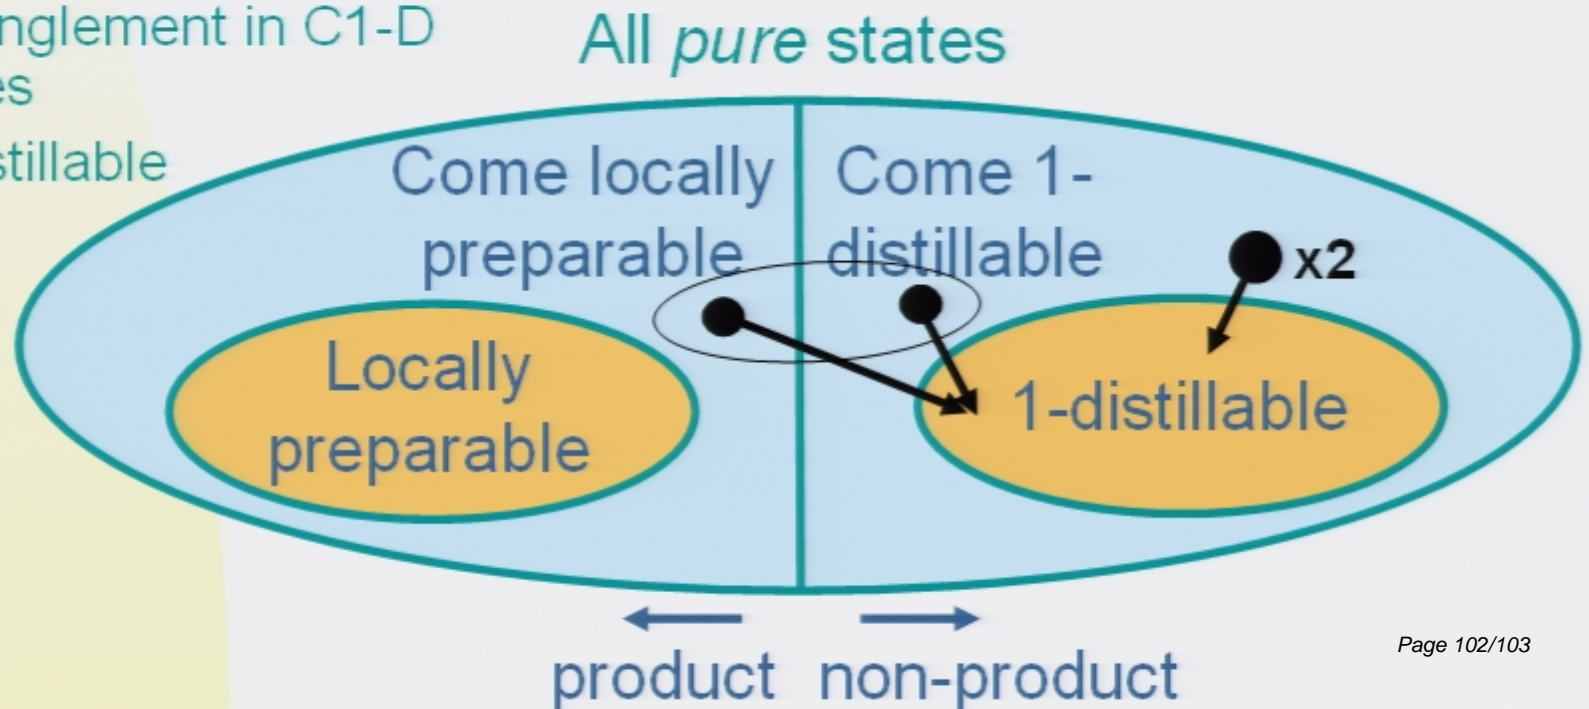 nglement in C1-D
es
stillable
All pure states
Come locally
preparable
Come 1-
distillable
x2
Locally
preparable
1-distillable
product
non-product
Page 102/103